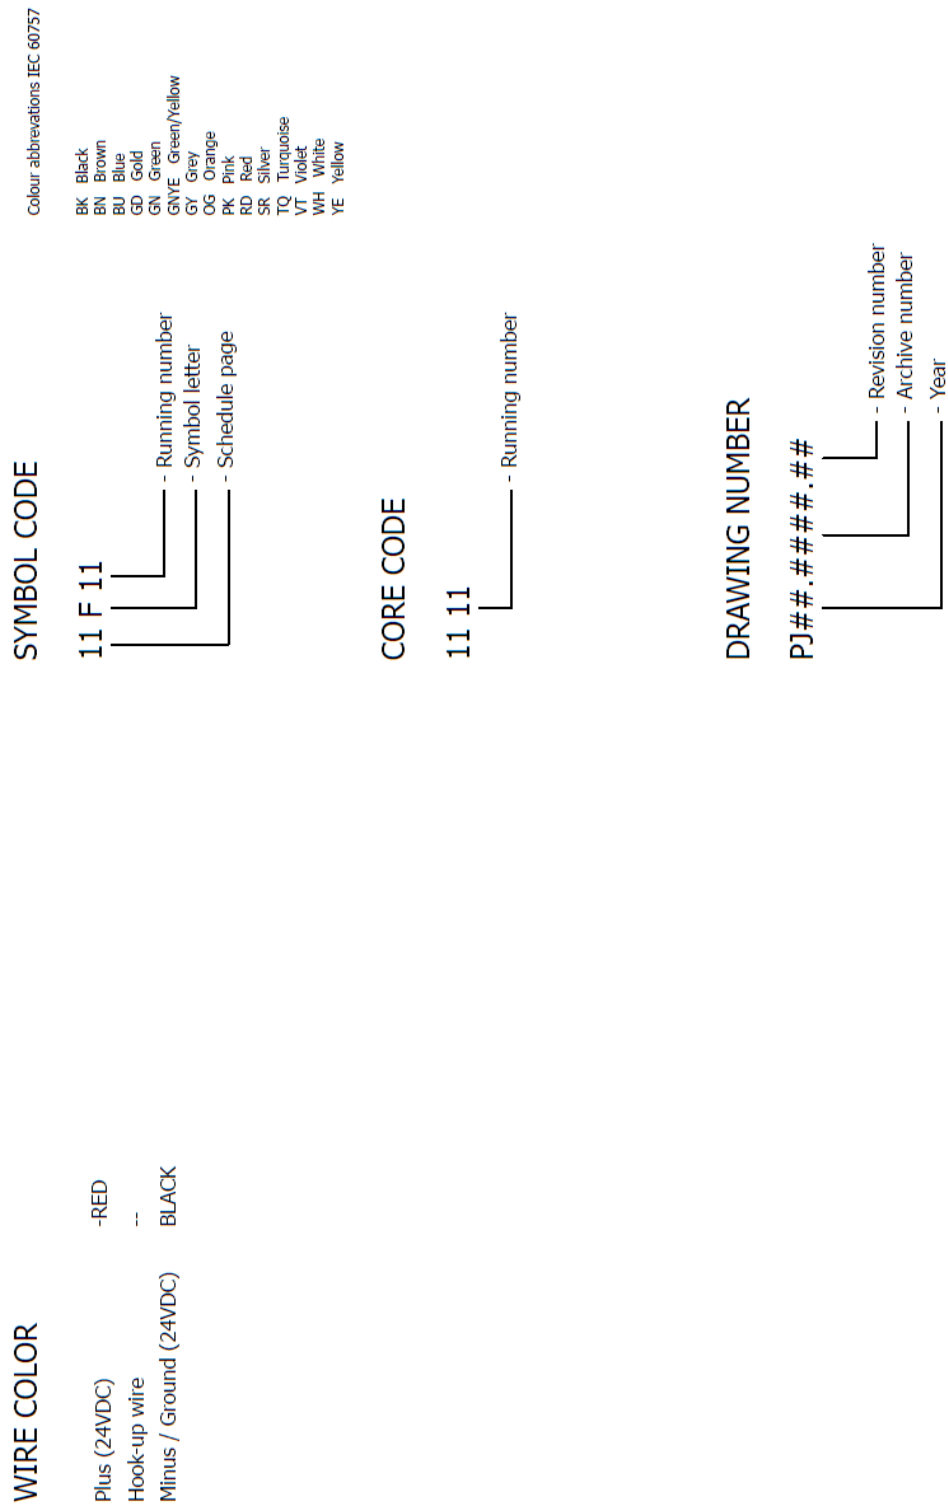 WIRE COLOR
Plus (24VDC) -RED
Hook-up wire --
Minus / Ground (24VDC) BLACK
SYMBOL CODE
11 F 11
- Running number
- Symbol letter
- Schedule page
CORE CODE
11 11
- Running number
DRAWING NUMBER
PJ##.####.##
- Revision number
- Archive number
- Year
Colour abbrevations IEC 60757
BK Black
BN Brown
BU Blue
GD Gold
GN Green
GNYE Green/Yellow
GY Grey
OG Orange
PK Pink
RD Red
SR Silver
TQ Turquoise
VT Violet
WH White
YE Yellow